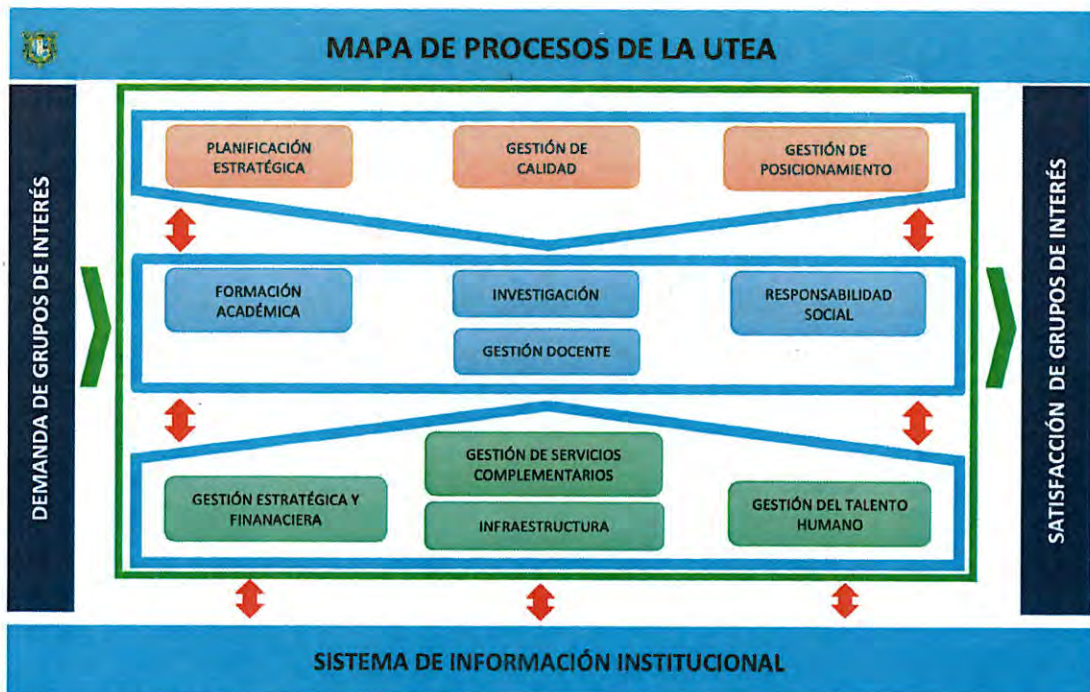 MAPA DE PROCESOS DE LA UTEA
DEMANDA DE GRUPOS DE INTERÉS
PLANIFICACIÓN
ESTRATÉGICA
GESTIÓN DE
CALIDAD
GESTIÓN DE
POSICIONAMIENTO
FORMACIÓN
ACADÉMICA
INVESTIGACIÓN
GESTIÓN DOCENTE
RESPONSABILIDAD
SOCIAL
GESTIÓN ESTRATÉGICA Y
FINANACIERA
GESTIÓN DE SERVICIOS
COMPLEMENTARIOS
INFRAESTRUCTURA
GESTIÓN DEL TALENTO
HUMANO
SATISFACCIÓN DE GRUPOS DE INTERÉS
SISTEMA DE INFORMACIÓN INSTITUCIONAL